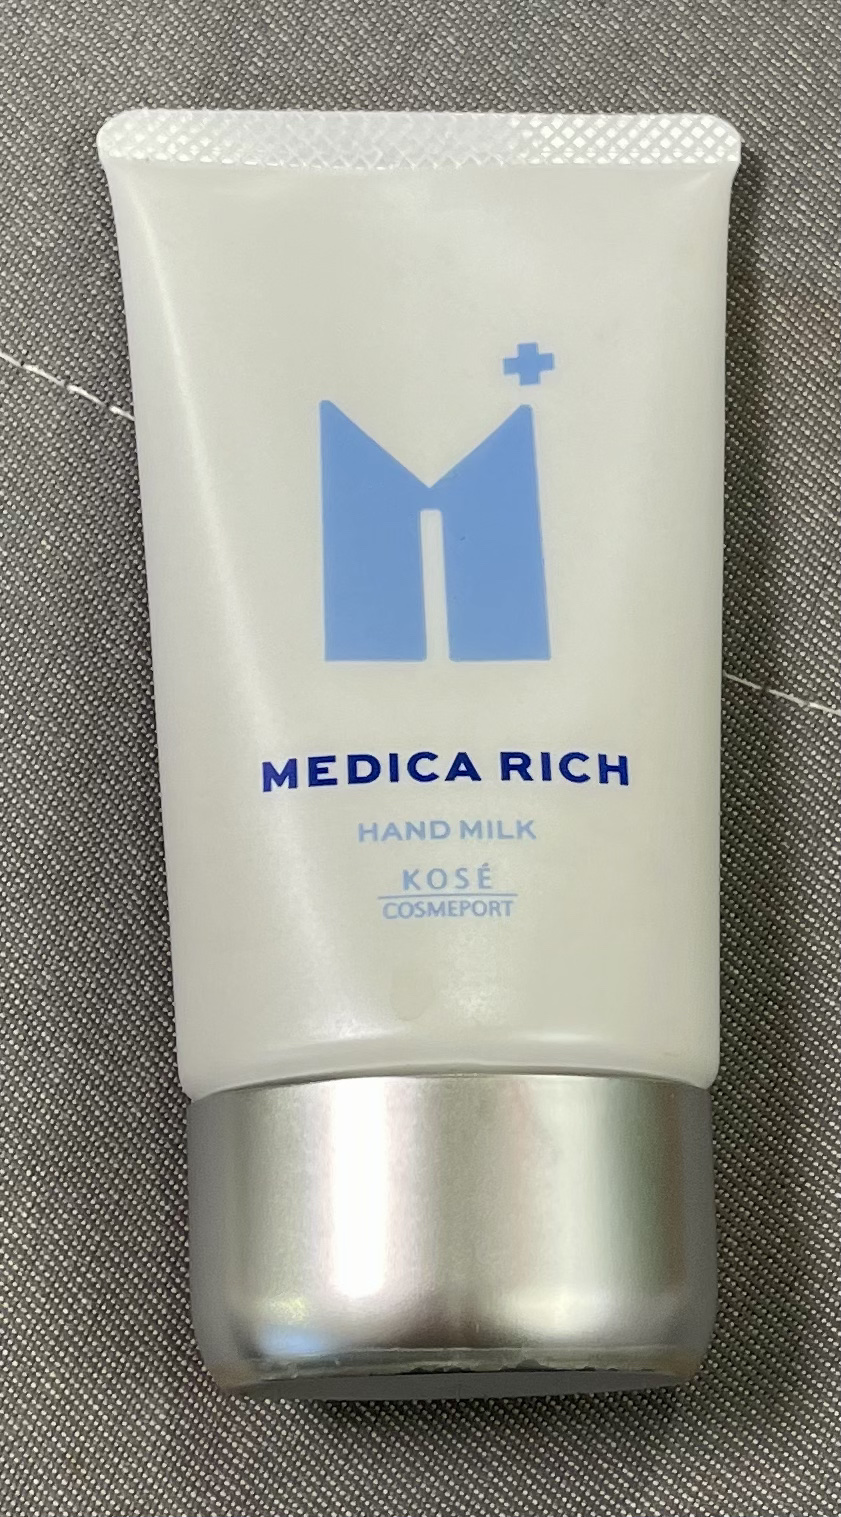 MEDICA RICH
HAND MILK
KOSÉ
COSMEPORT